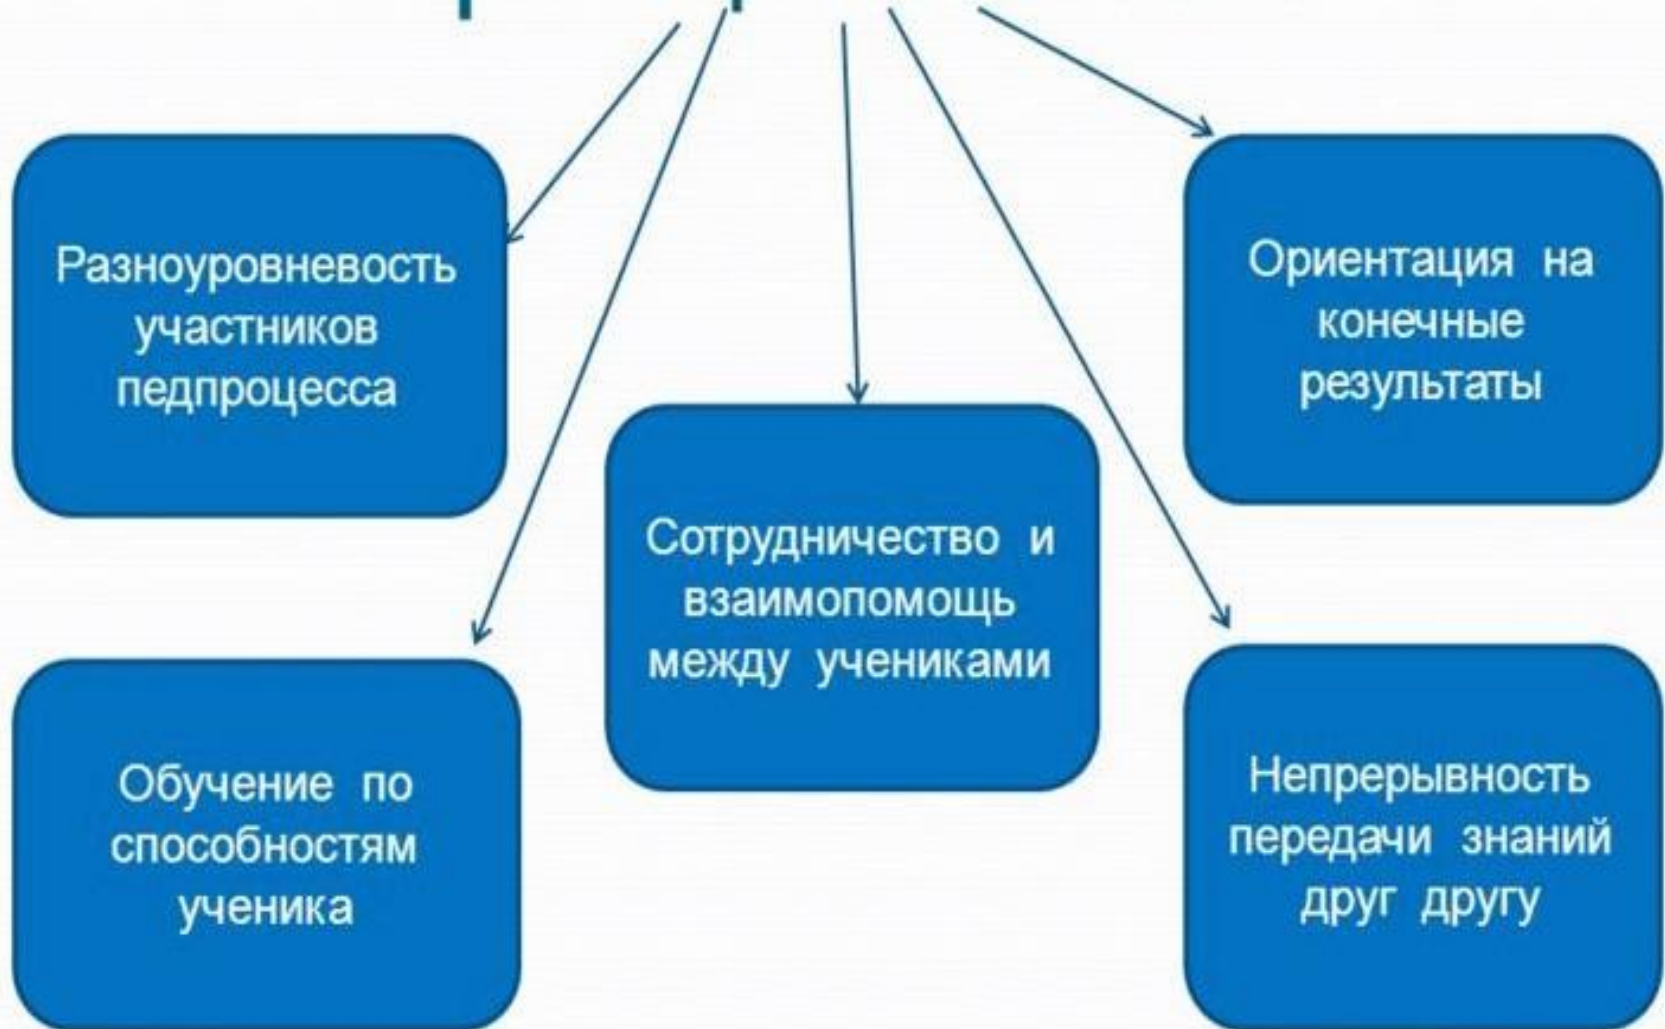 Разноуровневость
участников
педпроцесса
Ориентация на
конечные
результаты
Сотрудничество и
взаимопомощь
между учениками
Обучение по
способностям
ученика
Непрерывность
передачи знаний
друг другу